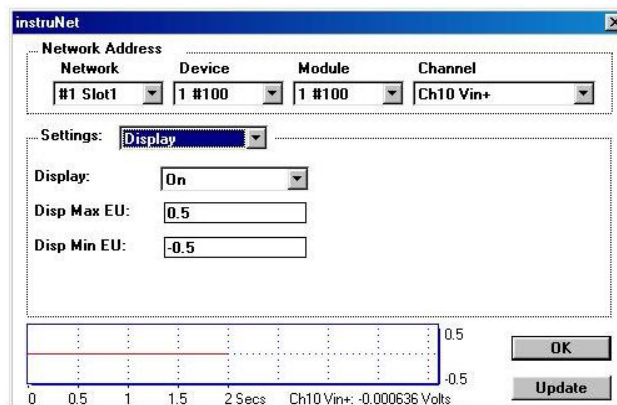 instruNet
Network Address
Network Device Module Channel
#1 Slot1 1 #100 1 #100 Ch10 Vin+
Settings: Display
Display: On
Disp Max EU: 0.5
Disp Min EU: -0.5
0.5
-0.5
0 0.5 1 1.5 2 Secs Ch10 Vin+: -0.000636 Volts
OK
Update